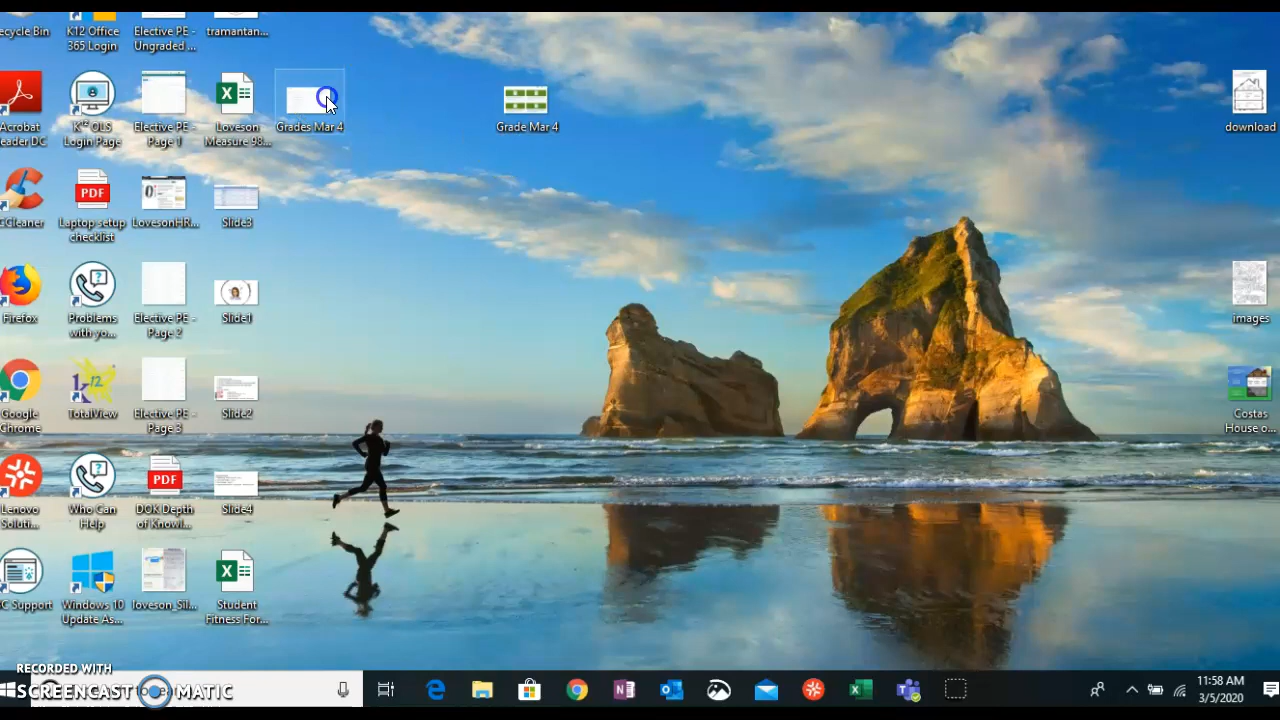 ecycle Bin
K12 Office
365 Login
Elective PE -
Ungraded ...
tramantan...
Acrobat
eader DC
K¹² OLS
Login Page
Elective PE -
Page 1
Loveson
Measure 98...
Grades Mar 4
Grade Mar 4
download
CCleaner
PDF
Laptop setup
checklist
LovesonHR...
Slide3
Firefox
Problems
with yo...
Elective PE -
Page 2
Slide1
images
Google
Chrome
k12
TotalView
Elective PE -
Page 3
Slide2
Costas
House o...
Lenovo
Soluti...
Who Can
Help
PDF
DOK Depth
of Knowl...
Slide4
C Support
Windows 10
Update As...
loveson_Sil...
Student
Fitness For...
RECORDED WITH
SCREENCAST MATIC
11:58 AM
3/5/2020